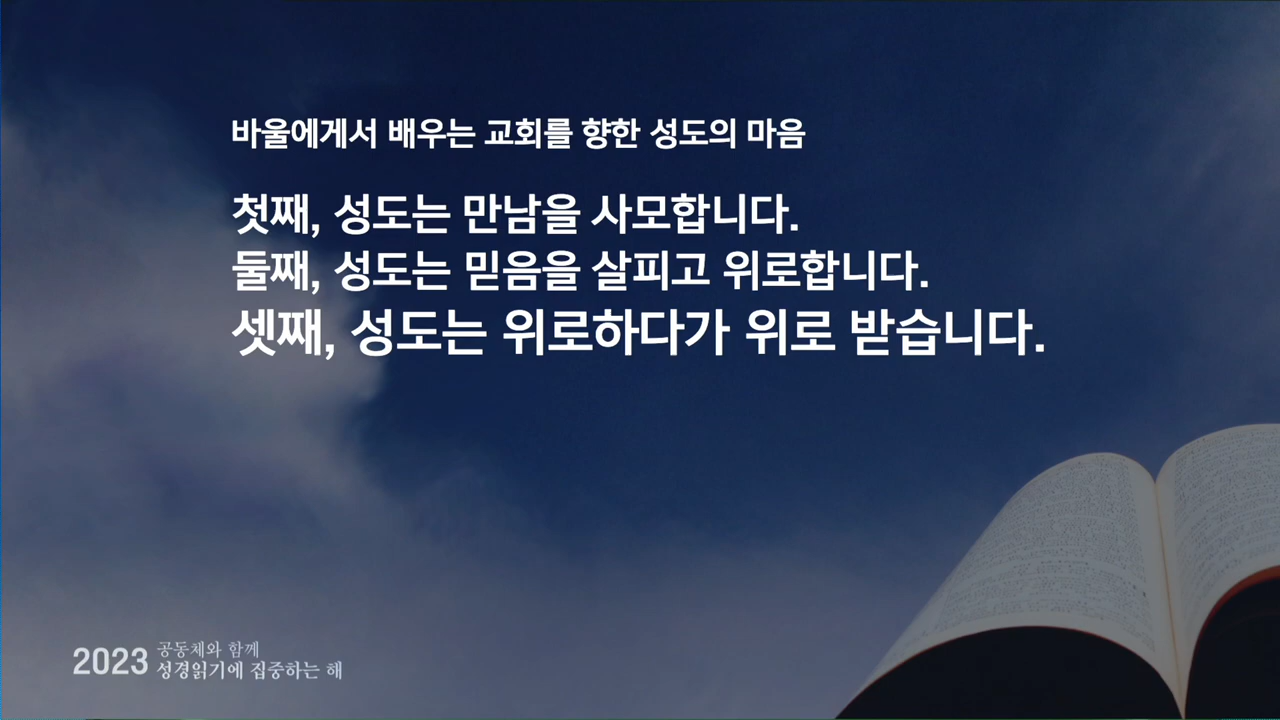 바울에게서 배우는 교회를 향한 성도의 마음
첫째, 성도는 만남을 사모합니다.
둘째, 성도는 믿음을 살피고 위로합니다.
셋째, 성도는 위로하다가 위로 받습니다.
2023 공동체와 함께
성경읽기에 집중하는 해